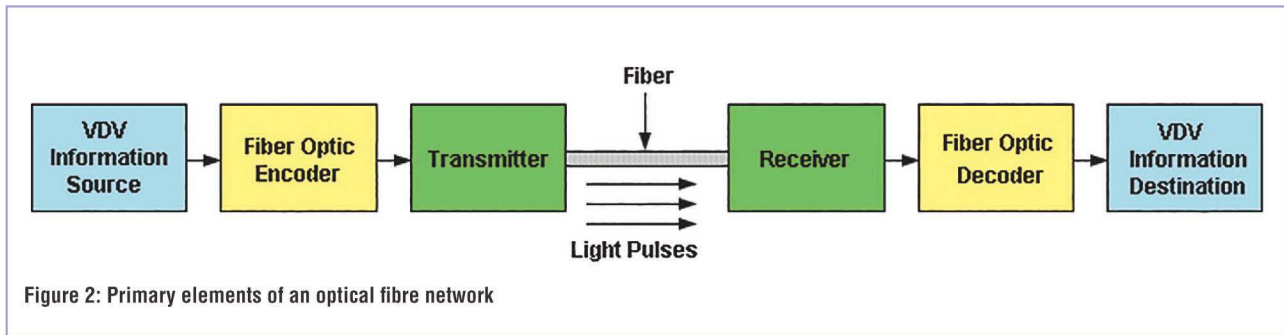 Fiber
VDV
Information
Source
Fiber Optic
Encoder
Transmitter
Receiver
Fiber Optic
Decoder
VDV
Information
Destination
Light Pulses
Figure 2: Primary elements of an optical fibre network